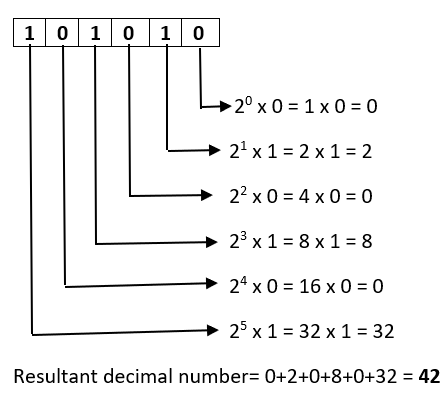 1 0 1 0 1 0
2⁰ x 0 = 1 x 0 = 0
2¹ x 1 = 2 x 1 = 2
2² x 0 = 4 x 0 = 0
2³ x 1 = 8 x 1 = 8
2⁴ x 0 = 16 x 0 = 0
2⁵ x 1 = 32 x 1 = 32
Resultant decimal number= 0+2+0+8+0+32 = 42